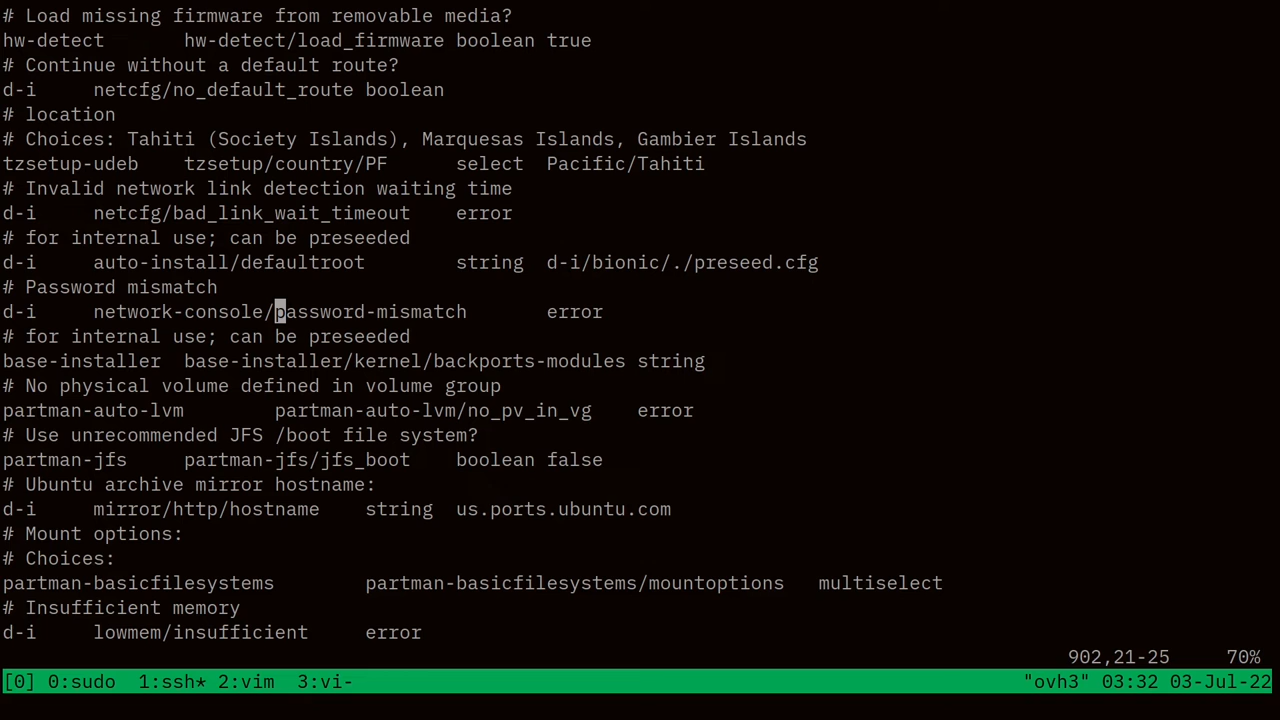 # Load missing firmware from removable media?
hw-detect hw-detect/load_firmware boolean true
# Continue without a default route?
d-i netcfg/no_default_route boolean
# location
# Choices: Tahiti (Society Islands), Marquesas Islands, Gambier Islands
tzsetup-udeb tzsetup/country/PF select Pacific/Tahiti
# Invalid network link detection waiting time
d-i netcfg/bad_link_wait_timeout error
# for internal use; can be preseeded
d-i auto-install/defaultroot string d-i/bionic/./preseed.cfg
# Password mismatch
d-i network-console/password-mismatch error
# for internal use; can be preseeded
base-installer base-installer/kernel/backports-modules string
# No physical volume defined in volume group
partman-auto-lvm partman-auto-lvm/no_pv_in_vg error
# Use unrecommended JFS /boot file system?
partman-jfs partman-jfs/jfs_boot boolean false
# Ubuntu archive mirror hostname:
d-i mirror/http/hostname string us.ports.ubuntu.com
# Mount options:
# Choices:
partman-basicfilesystems partman-basicfilesystems/mountoptions multiselect
# Insufficient memory
d-i lowmem/insufficient error
902,21-25 70%
[0] 0:sudo 1:ssh* 2:vim 3:vi- "ovh3" 03:32 03-Jul-22